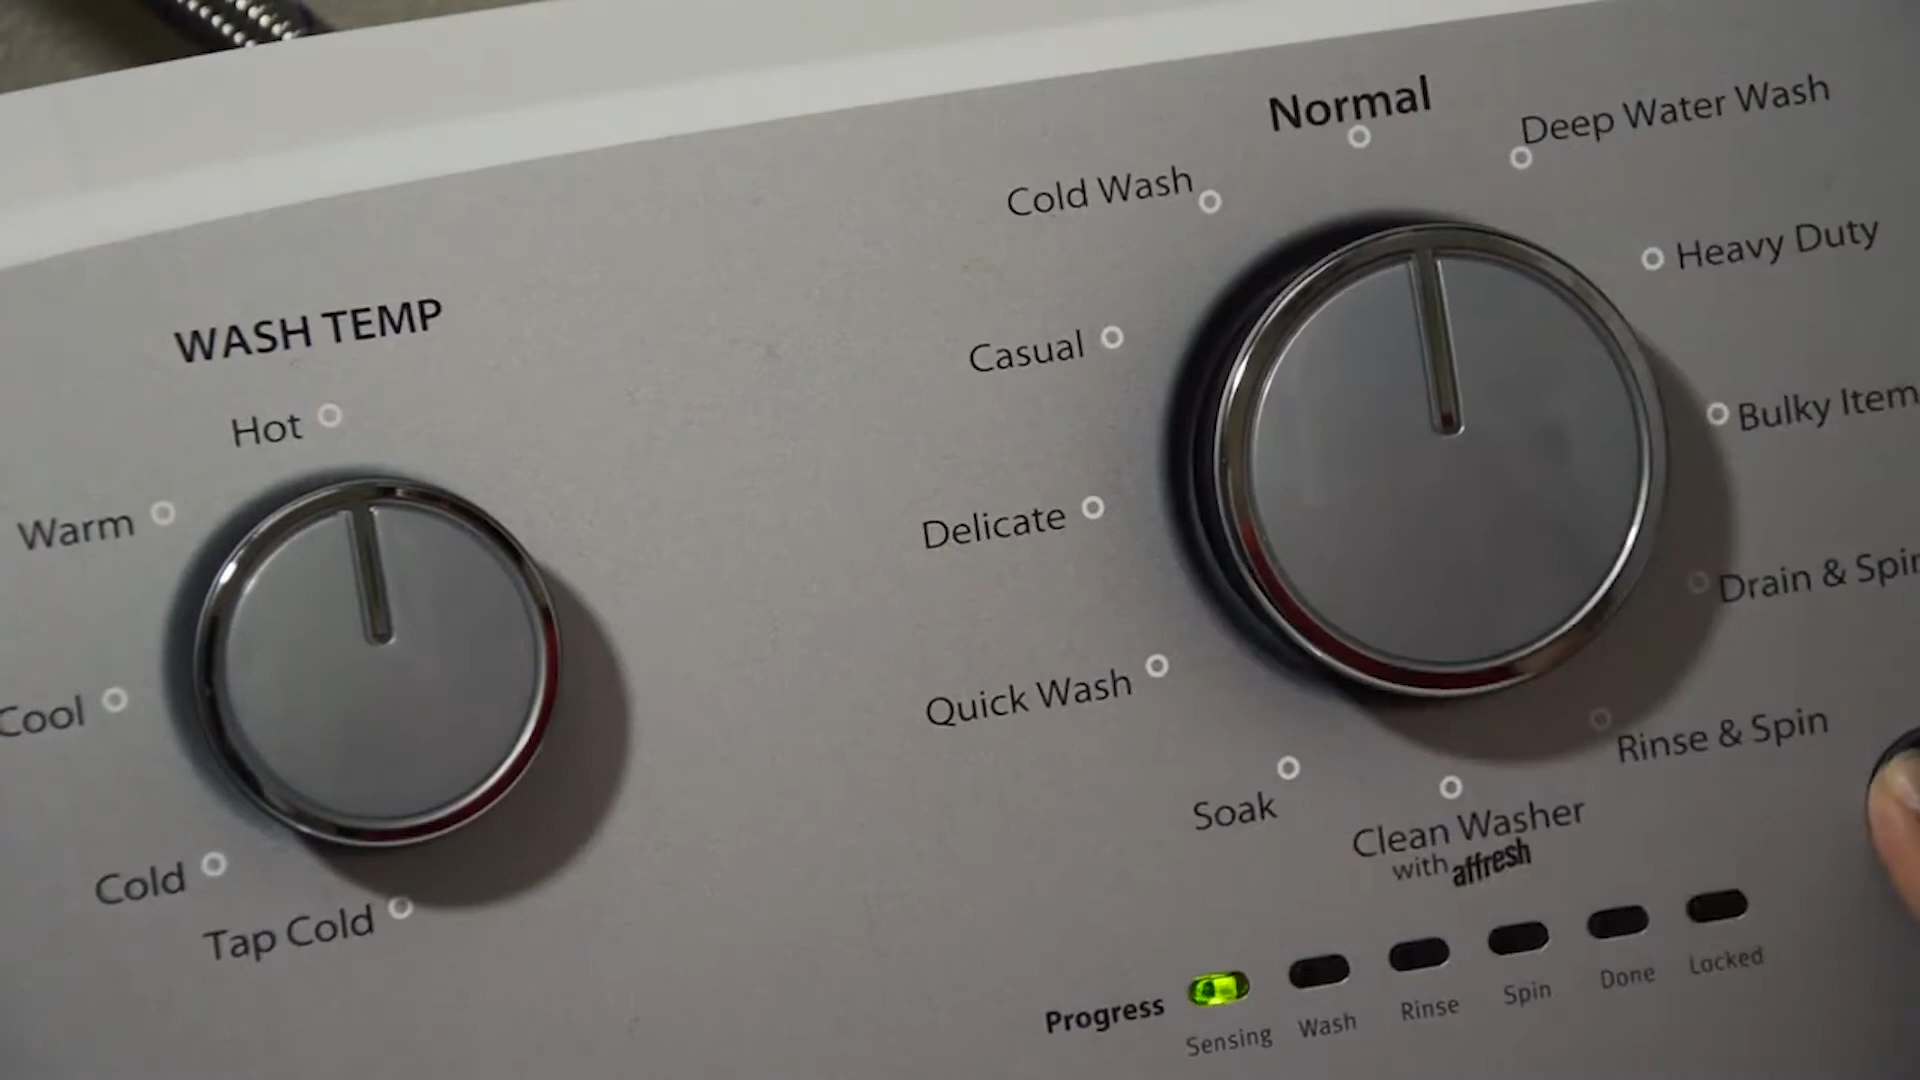 WASH TEMP
Hot
Warm
Cool
Cold
Tap Cold
Normal
Deep Water Wash
Cold Wash
Heavy Duty
Casual
Bulky Item
Delicate
Drain & Spin
Quick Wash
Rinse & Spin
Soak
Clean Washer
with affresh
Progress
Sensing
Wash
Rinse
Spin
Done
Locked